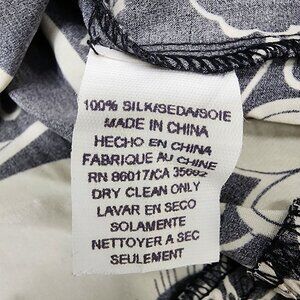 100% SILK/SEDA/SOIE
MADE IN CHINA
HECHO EN CHINA
FABRIQUE AU CHINE
RN 86017/CA 35682
DRY CLEAN ONLY
LAVAR EN SECO
SOLAMENTE
NETTOYER A SEC
SEULEMENT